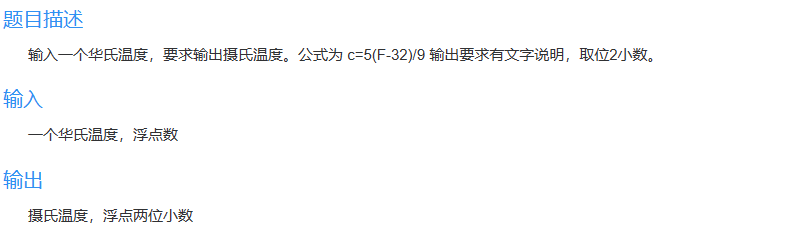 题目描述
输入一个华氏温度，要求输出摄氏温度。公式为 c=5(F-32)/9 输出要求有文字说明，取位2小数。
输入
一个华氏温度，浮点数
输出
摄氏温度，浮点两位小数